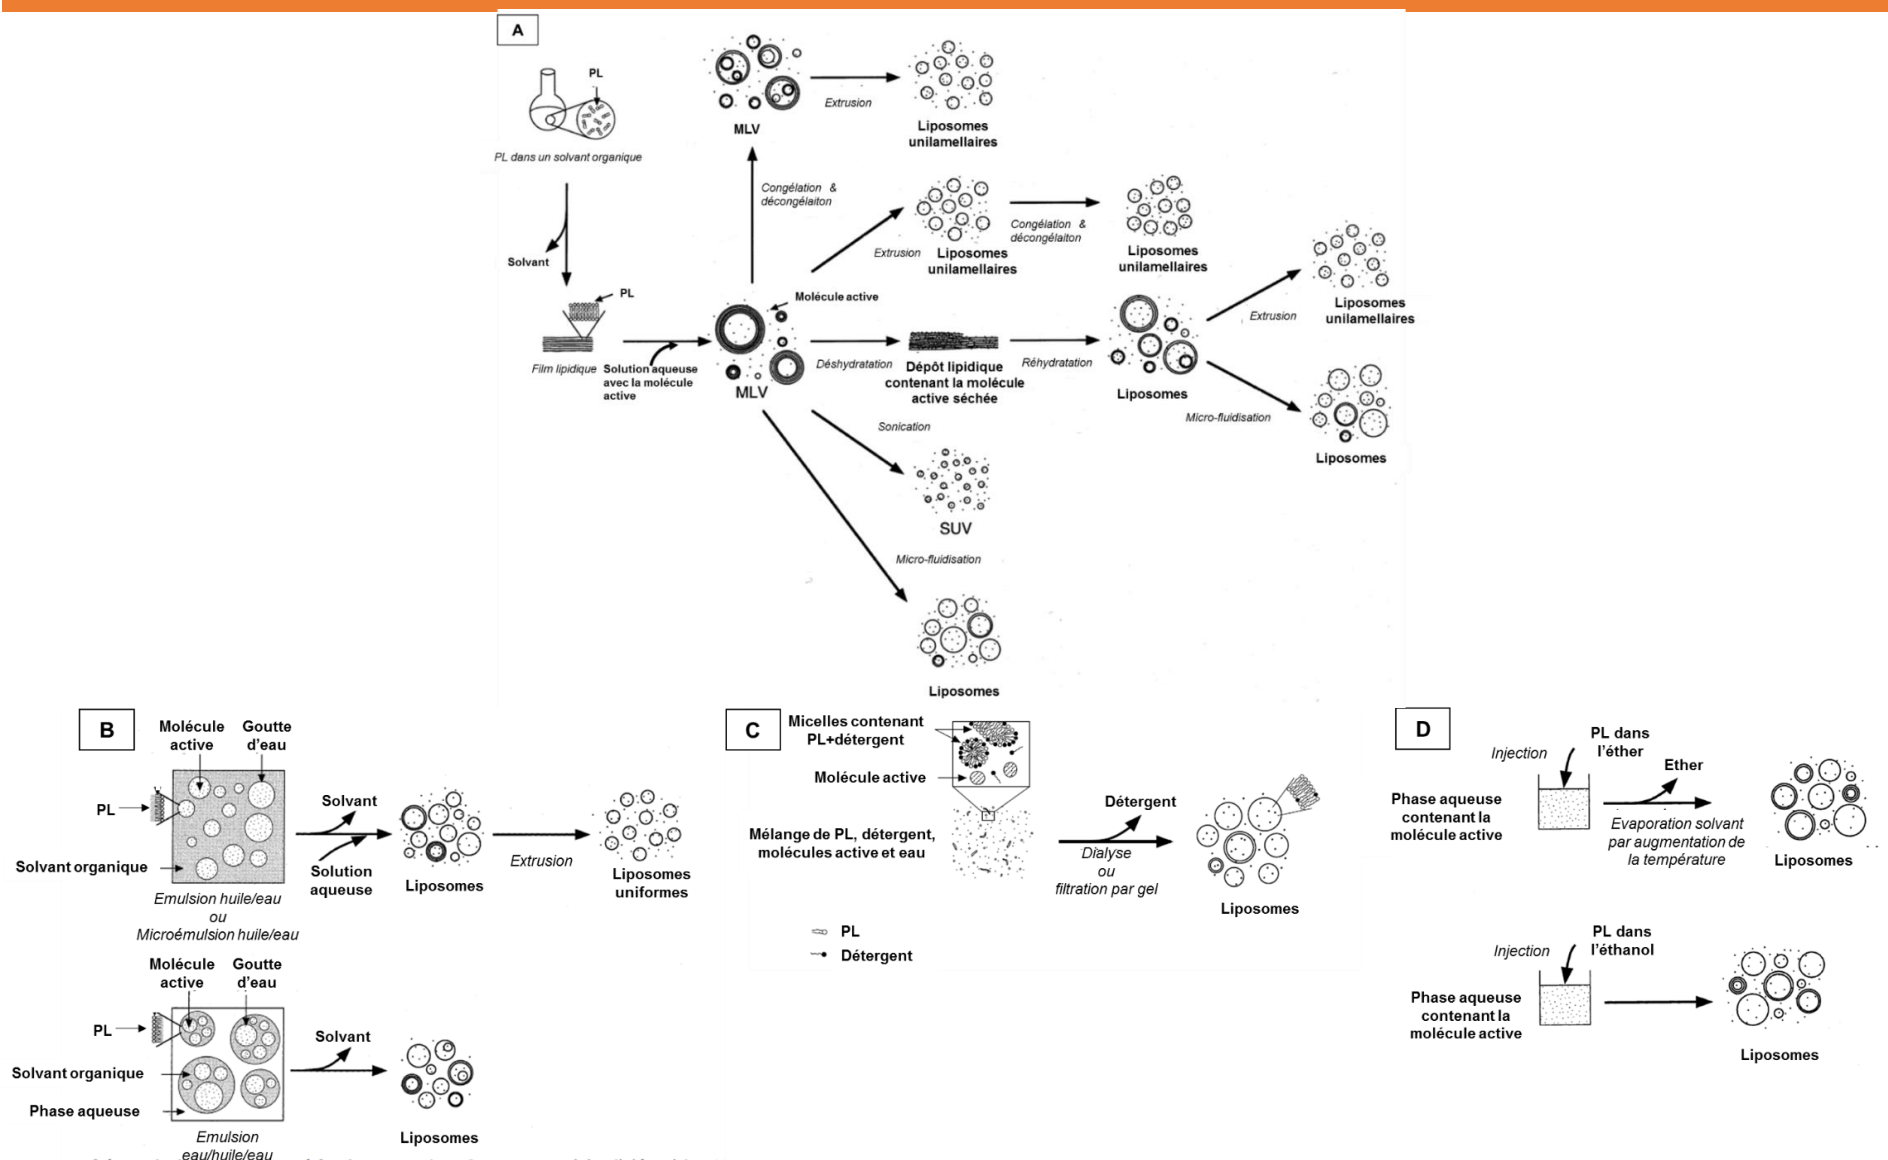 A
PL
PL dans un solvant organique
Solvant
PL
Film lipidique
Solution aqueuse
avec la molécule
active
MLV
Extrusion
Liposomes
unilamellaires
Congélation &
décongélaiton
Extrusion
Liposomes
unilamellaires
Congélation &
décongélaiton
Liposomes
unilamellaires
Molécule active
MLV
Déshydratation
Dépôt lipidique
contenant la molécule
active séchée
Réhydratation
Liposomes
Extrusion
Liposomes
unilamellaires
Micro-fluidisation
Liposomes
Sonication
SUV
Micro-fluidisation
Liposomes
B
Molécule
active
Goutte
d'eau
PL
Solvant organique
Emulsion huile/eau
ou
Microémulsion huile/eau
Solvant
Solution
aqueuse
Liposomes
Extrusion
Liposomes
uniformes
Molécule
active
Goutte
d'eau
PL
Solvant organique
Phase aqueuse
Emulsion
eau/huile/eau
Solvant
Liposomes
C
Micelles contenant
PL+détergent
Molécule active
Mélange de PL, détergent,
molécules active et eau
Détergent
Dialyse
ou
filtration par gel
Liposomes
PL
Détergent
D
Injection
PL dans
l'éther
Phase aqueuse
contenant la
molécule active
Ether
Evaporation solvant
par augmentation de
la température
Liposomes
Injection
PL dans
l'éthanol
Phase aqueuse
contenant la
molécule active
Liposomes